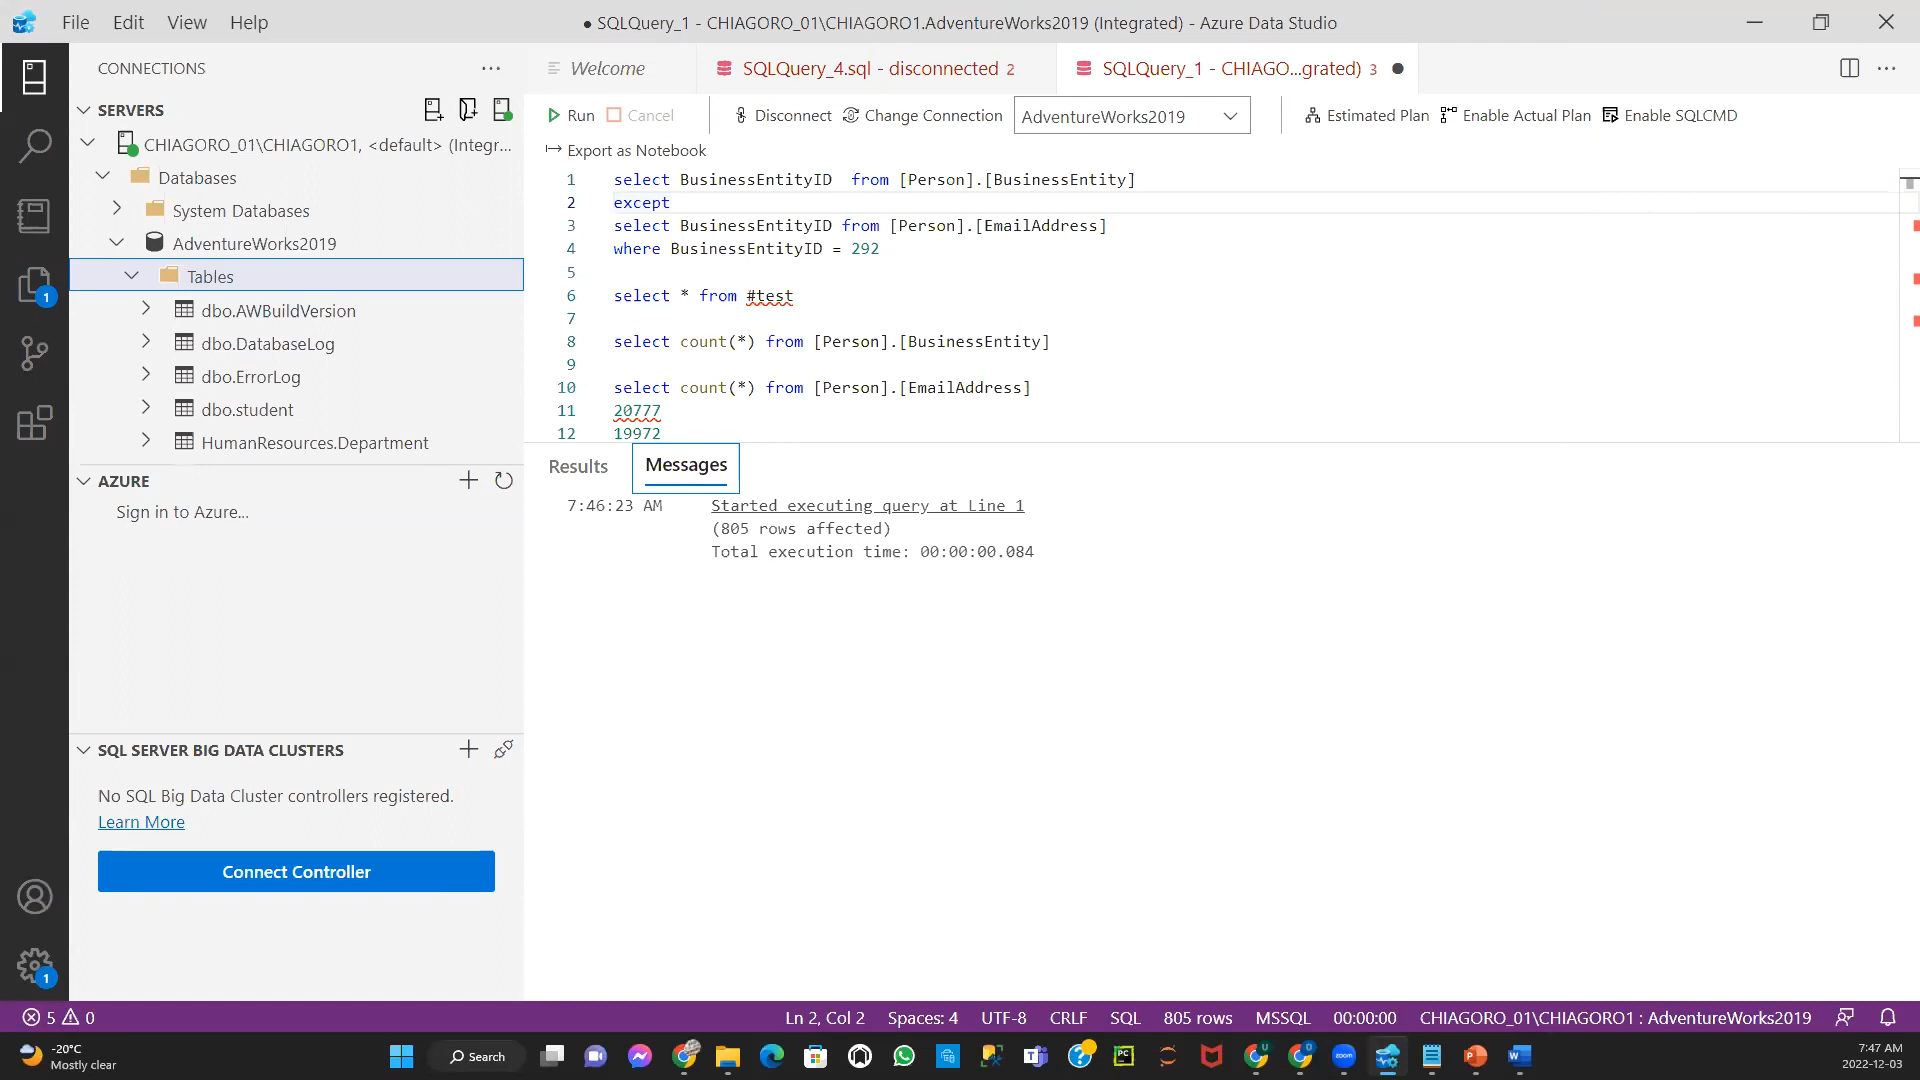 File Edit View Help
● SQLQuery_1 - CHIAGORO_01\CHIAGORO1.AdventureWorks2019 (Integrated) - Azure Data Studio
CONNECTIONS
Welcome
SQLQuery_4.sql - disconnected 2
SQLQuery_1 - CHIAGO...grated) 3
SERVERS
Run Cancel Disconnect Change Connection AdventureWorks2019 Estimated Plan Enable Actual Plan Enable SQLCMD
Export as Notebook
CHIAGORO_01\CHIAGORO1, <default> (Integr...
Databases
System Databases
AdventureWorks2019
Tables
dbo.AWBuildVersion
dbo.DatabaseLog
dbo.ErrorLog
dbo.student
HumanResources.Department
1 select BusinessEntityID  from [Person].[BusinessEntity]
2 except
3 select BusinessEntityID from [Person].[EmailAddress]
4 where BusinessEntityID = 292
5
6 select * from #test
7
8 select count(*) from [Person].[BusinessEntity]
9
10 select count(*) from [Person].[EmailAddress]
11 20777
12 19972
Results Messages
7:46:23 AM Started executing query at Line 1
(805 rows affected)
Total execution time: 00:00:00.084
AZURE
Sign in to Azure...
SQL SERVER BIG DATA CLUSTERS
No SQL Big Data Cluster controllers registered.
Learn More
Connect Controller
1
1
5 0
Ln 2, Col 2 Spaces: 4 UTF-8 CRLF SQL 805 rows MSSQL 00:00:00 CHIAGORO_01\CHIAGORO1 : AdventureWorks2019
-20°C
Mostly clear
Search
zoom
7:47 AM
2022-12-03